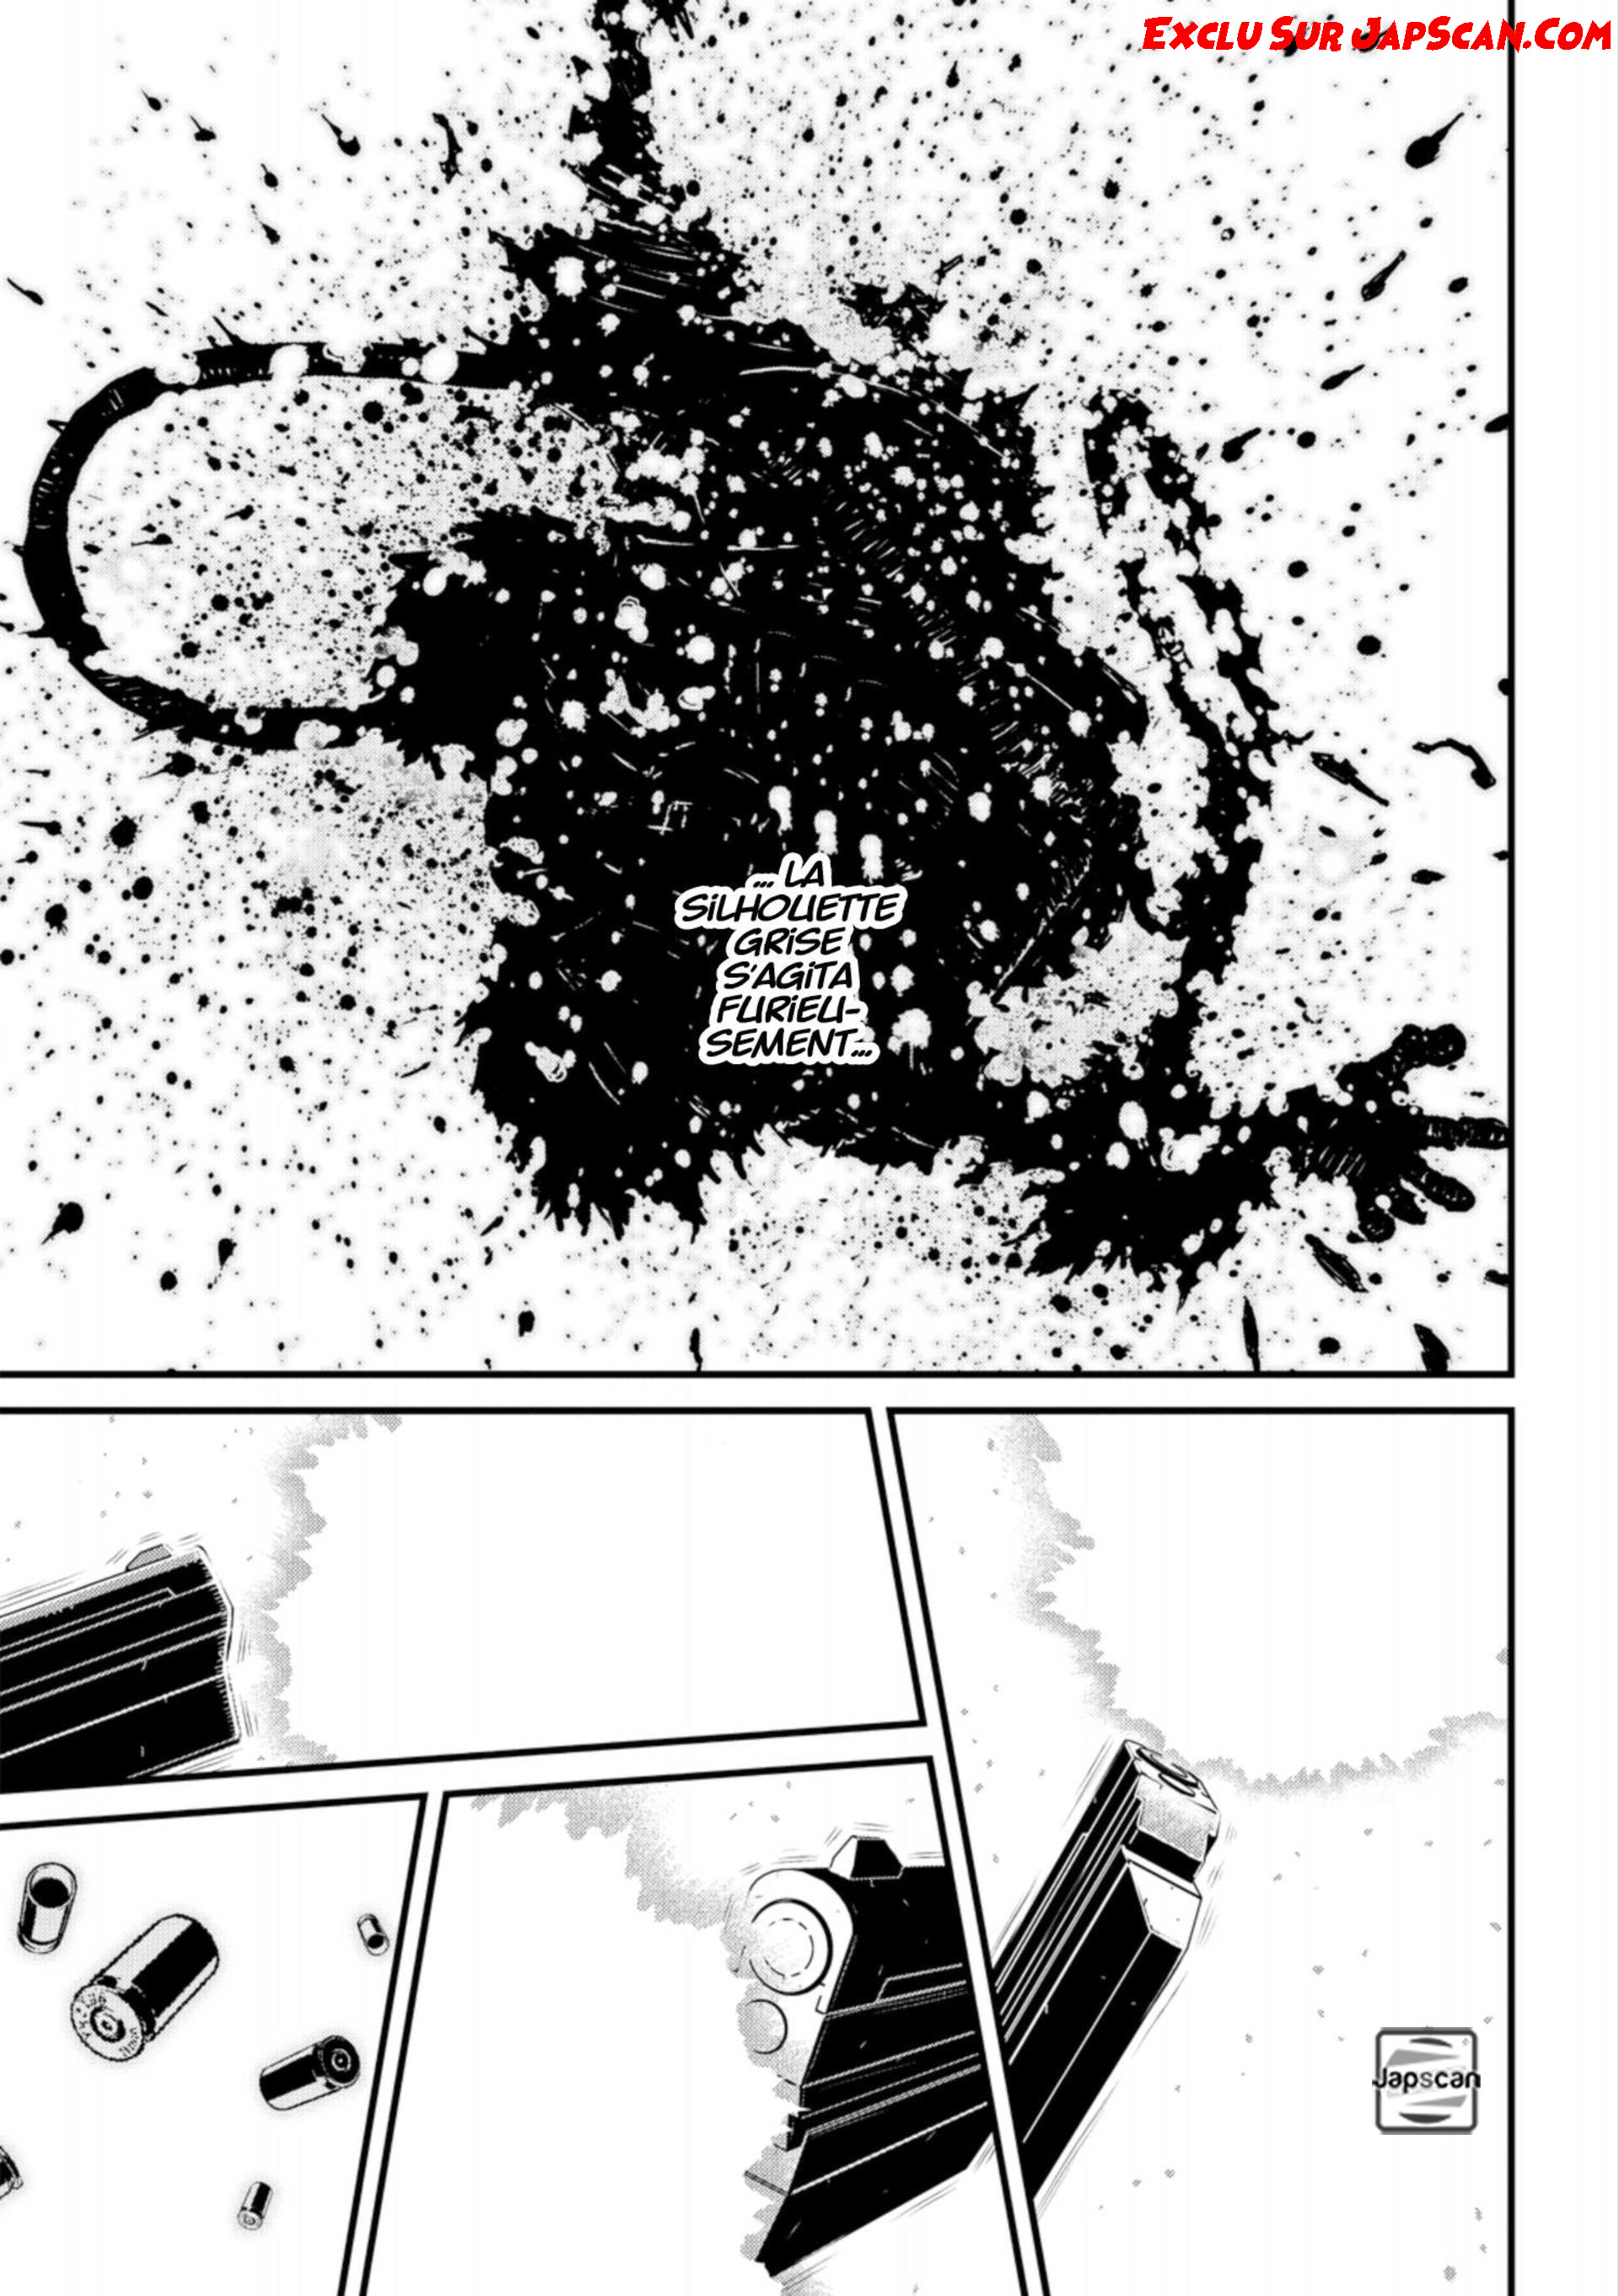 EXCLU SUR JAPSCAN.COM
... LA
SILHOUETTE
GRISE
S'AGITA
FURIEU-
SEMENT...
Japscan